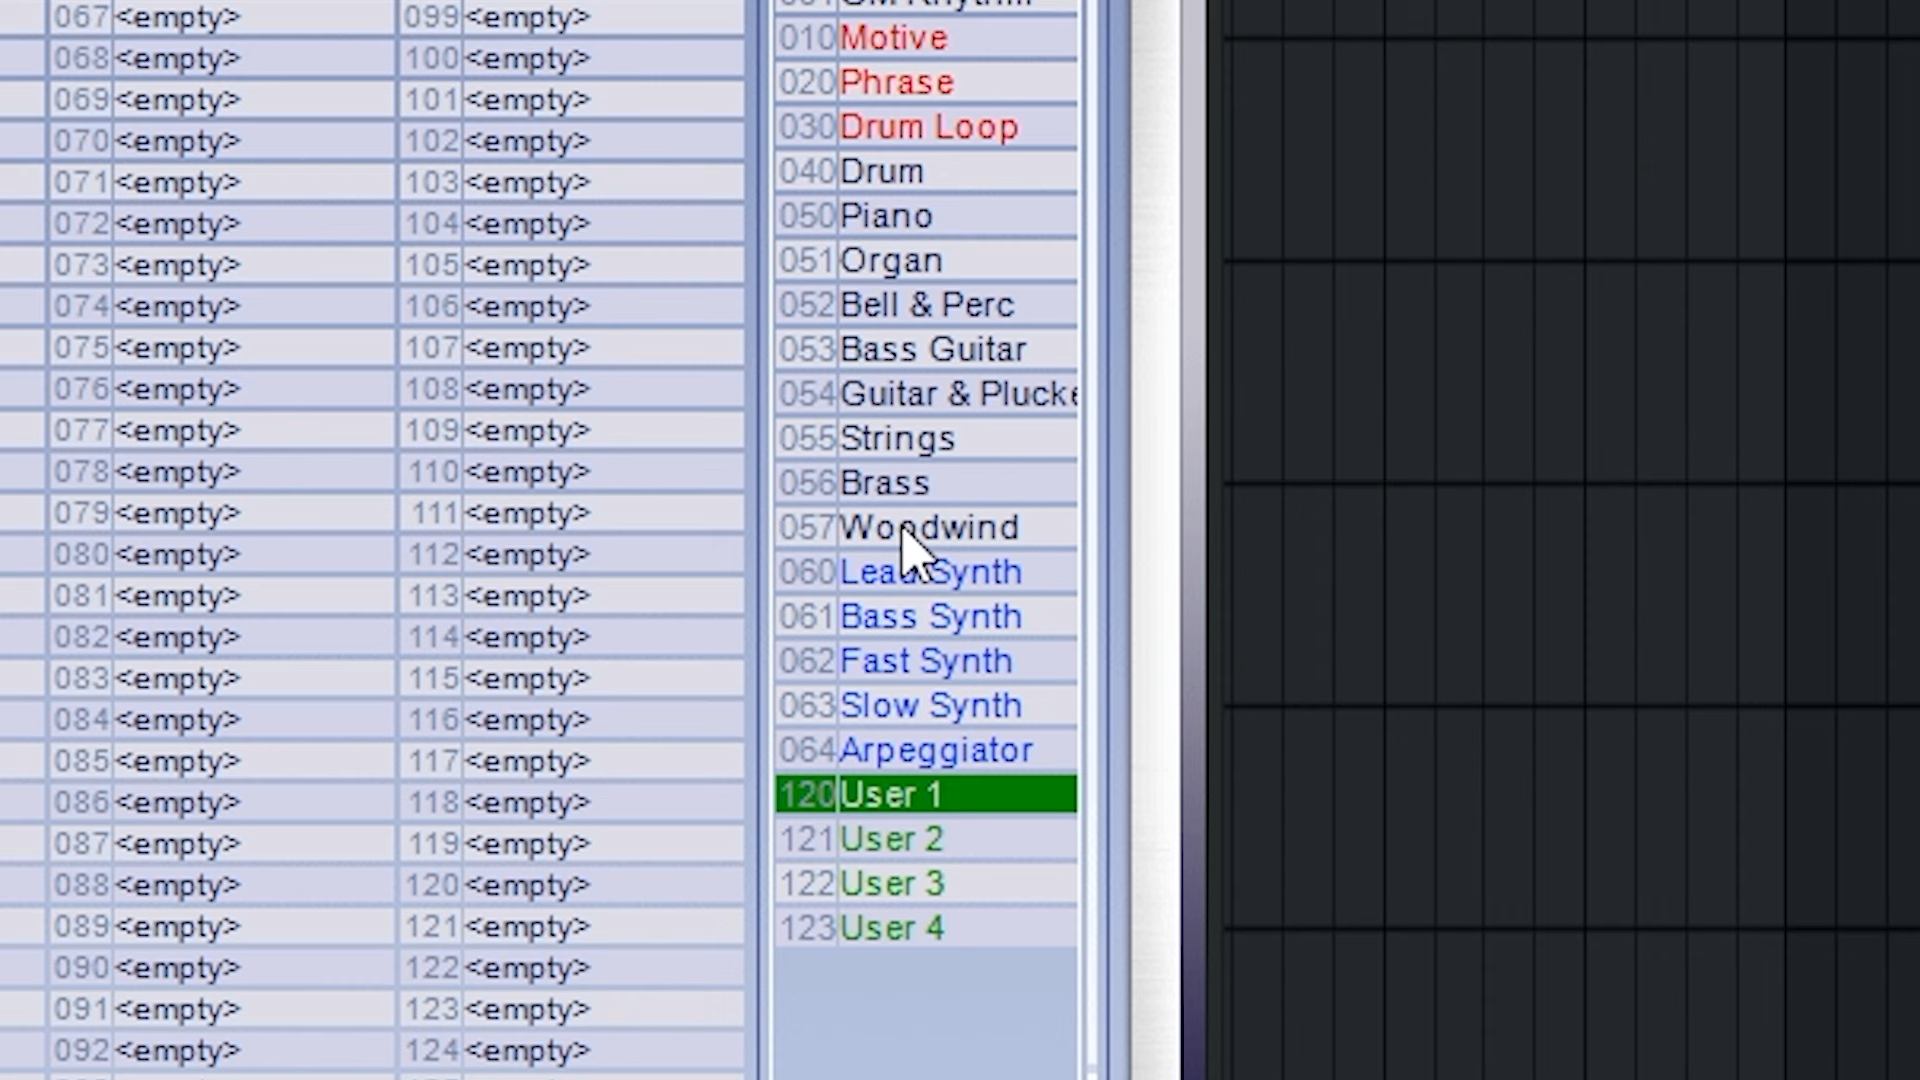 067 <empty>
068 <empty>
069 <empty>
070 <empty>
071 <empty>
072 <empty>
073 <empty>
074 <empty>
075 <empty>
076 <empty>
077 <empty>
078 <empty>
079 <empty>
080 <empty>
081 <empty>
082 <empty>
083 <empty>
084 <empty>
085 <empty>
086 <empty>
087 <empty>
088 <empty>
089 <empty>
090 <empty>
091 <empty>
092 <empty>
099 <empty>
100 <empty>
101 <empty>
102 <empty>
103 <empty>
104 <empty>
105 <empty>
106 <empty>
107 <empty>
108 <empty>
109 <empty>
110 <empty>
111 <empty>
112 <empty>
113 <empty>
114 <empty>
115 <empty>
116 <empty>
117 <empty>
118 <empty>
119 <empty>
120 <empty>
121 <empty>
122 <empty>
123 <empty>
124 <empty>
010 Motive
020 Phrase
030 Drum Loop
040 Drum
050 Piano
051 Organ
052 Bell & Perc
053 Bass Guitar
054 Guitar & Plucke
055 Strings
056 Brass
057 Woodwind
060 Lead Synth
061 Bass Synth
062 Fast Synth
063 Slow Synth
064 Arpeggiator
120 User 1
121 User 2
122 User 3
123 User 4